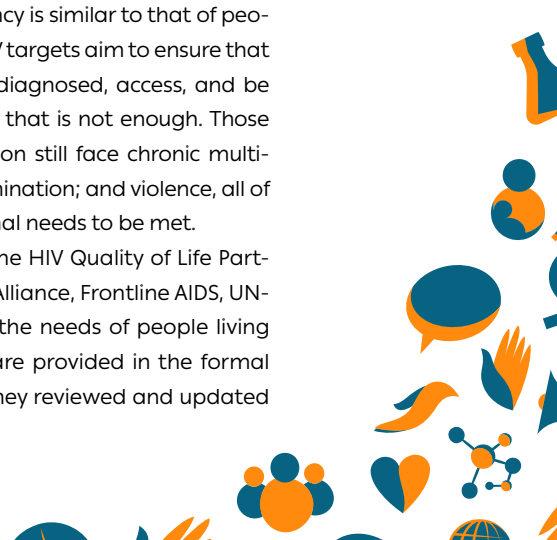 ncy is similar to that of peo-
targets aim to ensure that
diagnosed, access, and be
that is not enough. Those
on still face chronic multi-
mination; and violence, all of
nal needs to be met.
he HIV Quality of Life Part-
Alliance, Frontline AIDS, UN-
the needs of people living
are provided in the formal
hey reviewed and updated